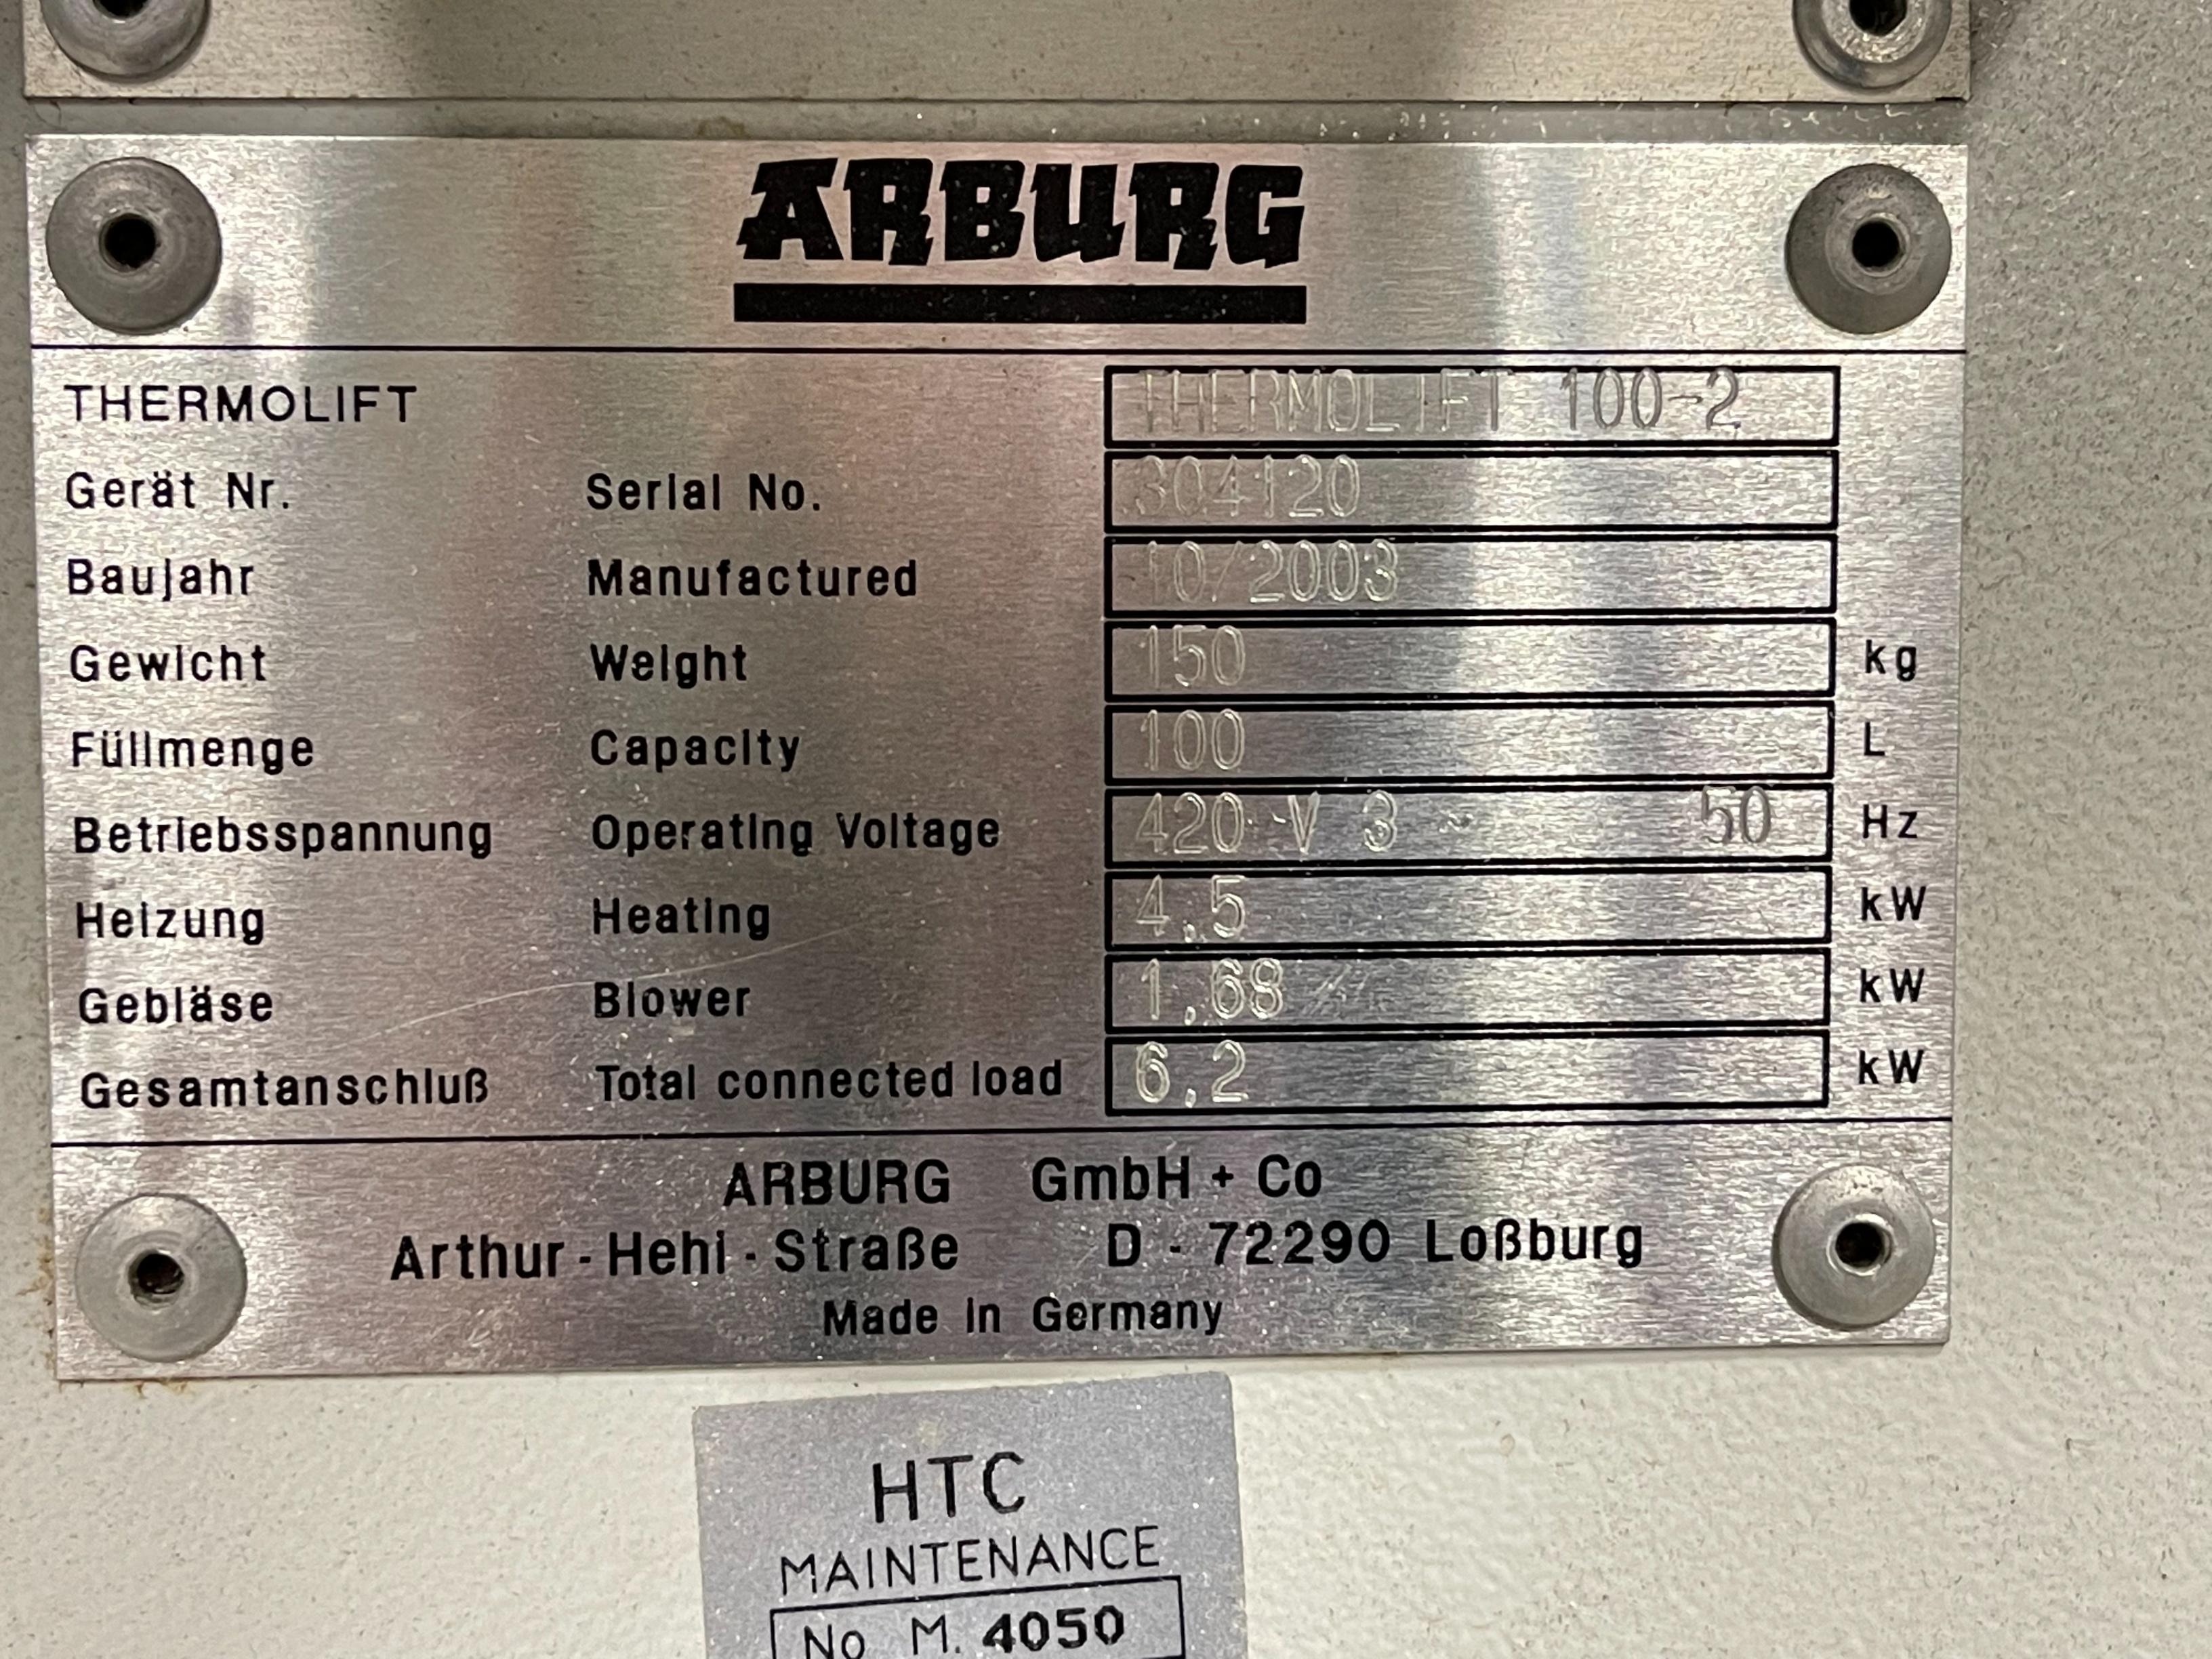 ARBURG
THERMOLIFT THERMOLIFT 100-2
Gerät Nr. Serial No. 304120
Baujahr Manufactured 10/2003
Gewicht Weight 150 kg
Füllmenge Capacity 100 L
Betriebsspannung Operating Voltage 420 V 3 ~ 50 Hz
Heizung Heating 4,5 kW
Gebläse Blower 1,68 kW
Gesamtanschluß Total connected load 6,2 kW
ARBURG GmbH + Co
Arthur - Hehl - Straße D - 72290 Loßburg
Made in Germany
HTC
MAINTENANCE
No M. 4050